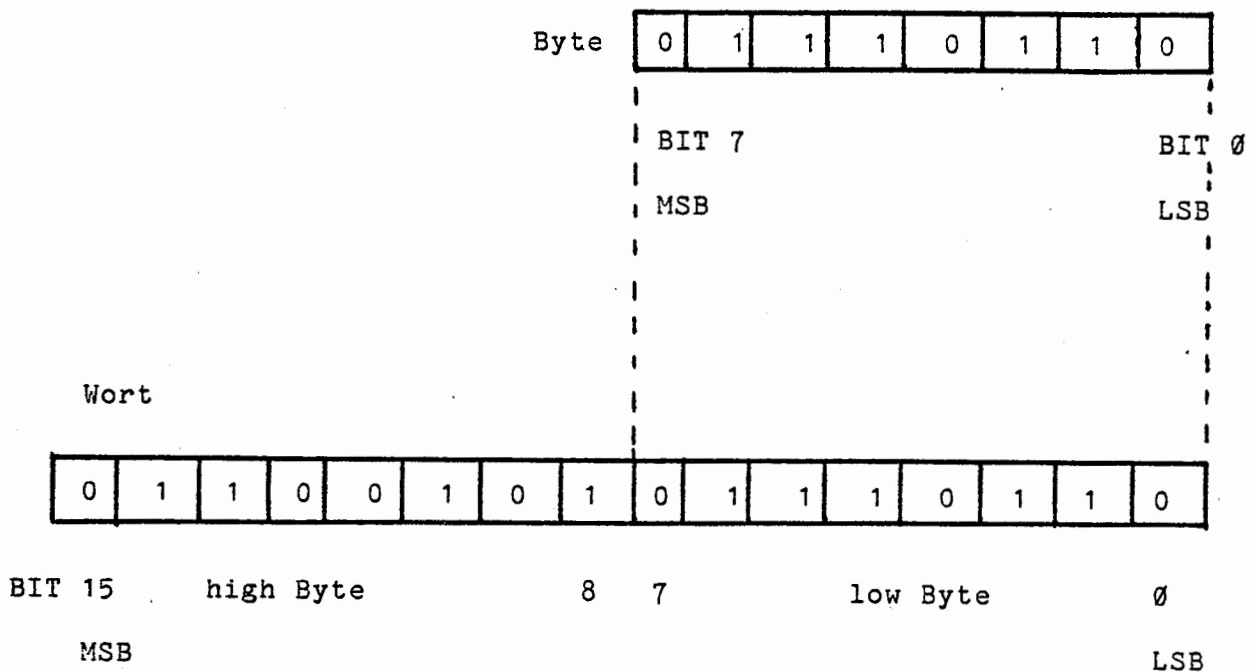 Byte 0 1 1 1 0 1 1 0
BIT 7 BIT Ø
MSB LSB
Wort
0 1 1 0 0 1 0 1 0 1 1 1 0 1 1 0
BIT 15 high Byte 8 7 low Byte Ø
MSB LSB